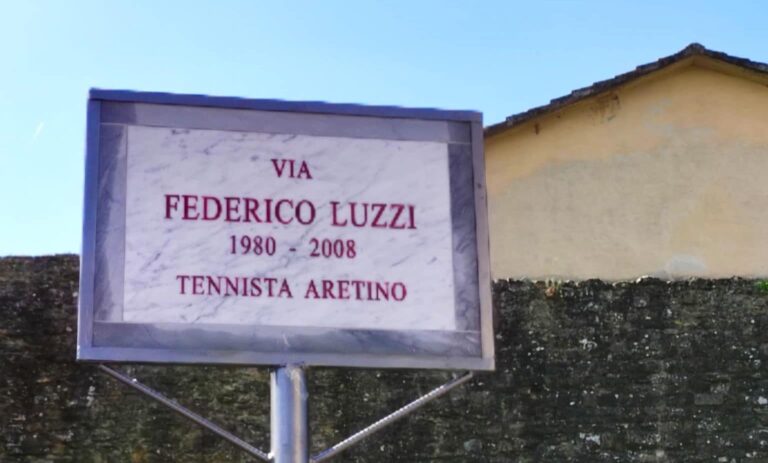 VIA
FEDERICO LUZZI
1980 - 2008
TENNISTA ARETINO